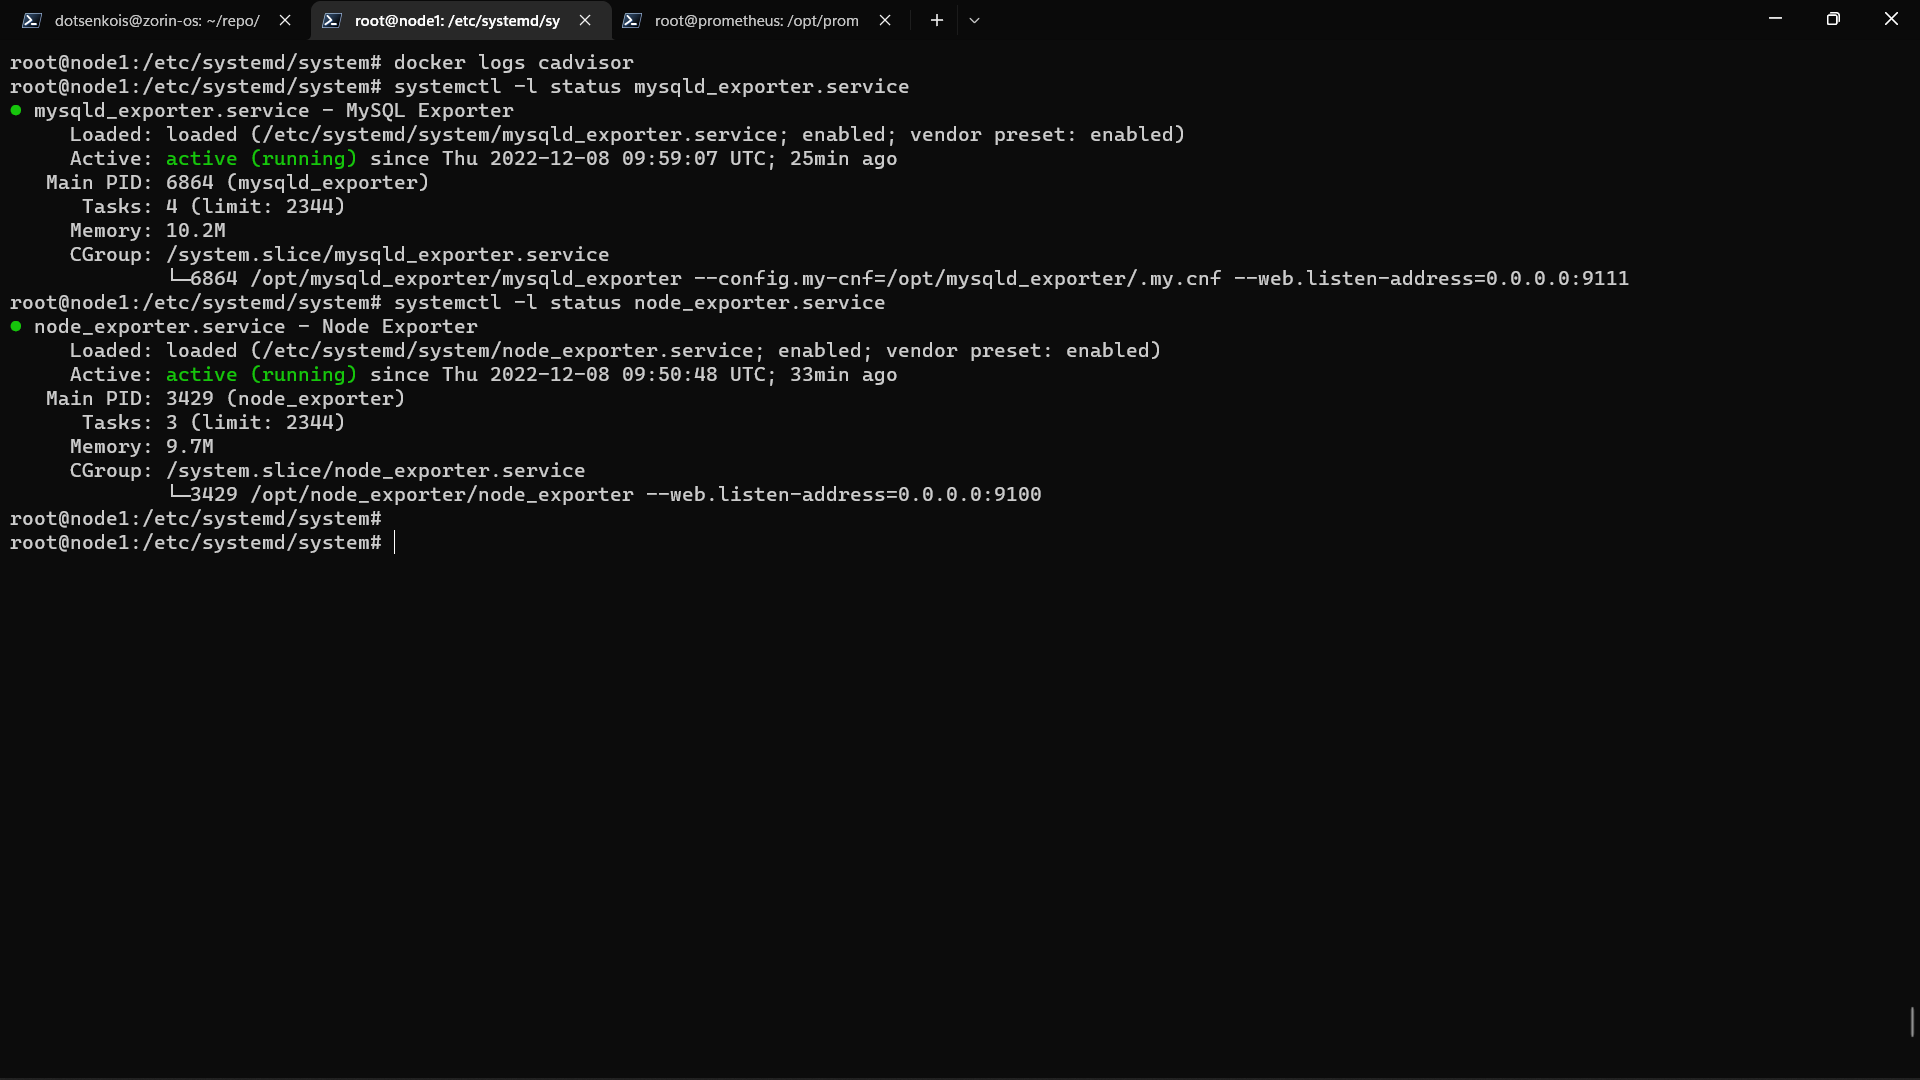 dotsenkois@zorin-os: ~/repo/
root@node1: /etc/systemd/sy
root@prometheus: /opt/prom
root@node1:/etc/systemd/system# docker logs cadvisor
root@node1:/etc/systemd/system# systemctl -l status mysqld_exporter.service
● mysqld_exporter.service - MySQL Exporter
     Loaded: loaded (/etc/systemd/system/mysqld_exporter.service; enabled; vendor preset: enabled)
     Active: active (running) since Thu 2022-12-08 09:59:07 UTC; 25min ago
   Main PID: 6864 (mysqld_exporter)
      Tasks: 4 (limit: 2344)
     Memory: 10.2M
     CGroup: /system.slice/mysqld_exporter.service
             └─6864 /opt/mysqld_exporter/mysqld_exporter --config.my-cnf=/opt/mysqld_exporter/.my.cnf --web.listen-address=0.0.0.0:9111
root@node1:/etc/systemd/system# systemctl -l status node_exporter.service
● node_exporter.service - Node Exporter
     Loaded: loaded (/etc/systemd/system/node_exporter.service; enabled; vendor preset: enabled)
     Active: active (running) since Thu 2022-12-08 09:50:48 UTC; 33min ago
   Main PID: 3429 (node_exporter)
      Tasks: 3 (limit: 2344)
     Memory: 9.7M
     CGroup: /system.slice/node_exporter.service
             └─3429 /opt/node_exporter/node_exporter --web.listen-address=0.0.0.0:9100
root@node1:/etc/systemd/system#
root@node1:/etc/systemd/system#